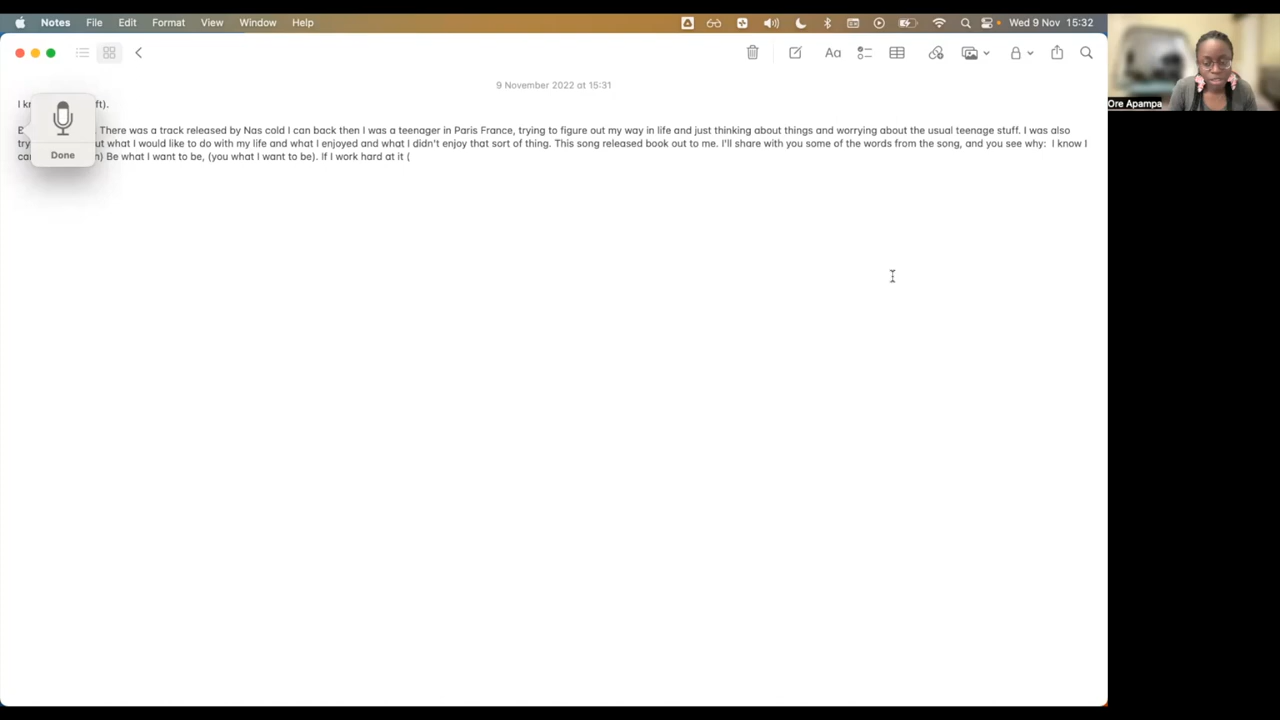 Notes File Edit Format View Window Help Wed 9 Nov 15:32
Aa
9 November 2022 at 15:31
I kn ft).
There was a track released by Nas cold I can back then I was a teenager in Paris France, trying to figure out my way in life and just thinking about things and worrying about the usual teenage stuff. I was also
ut what I would like to do with my life and what I enjoyed and what I didn't enjoy that sort of thing. This song released book out to me. I'll share with you some of the words from the song, and you see why: I know I
Be what I want to be, (you what I want to be). If I work hard at it (
Done
Ore Apampa